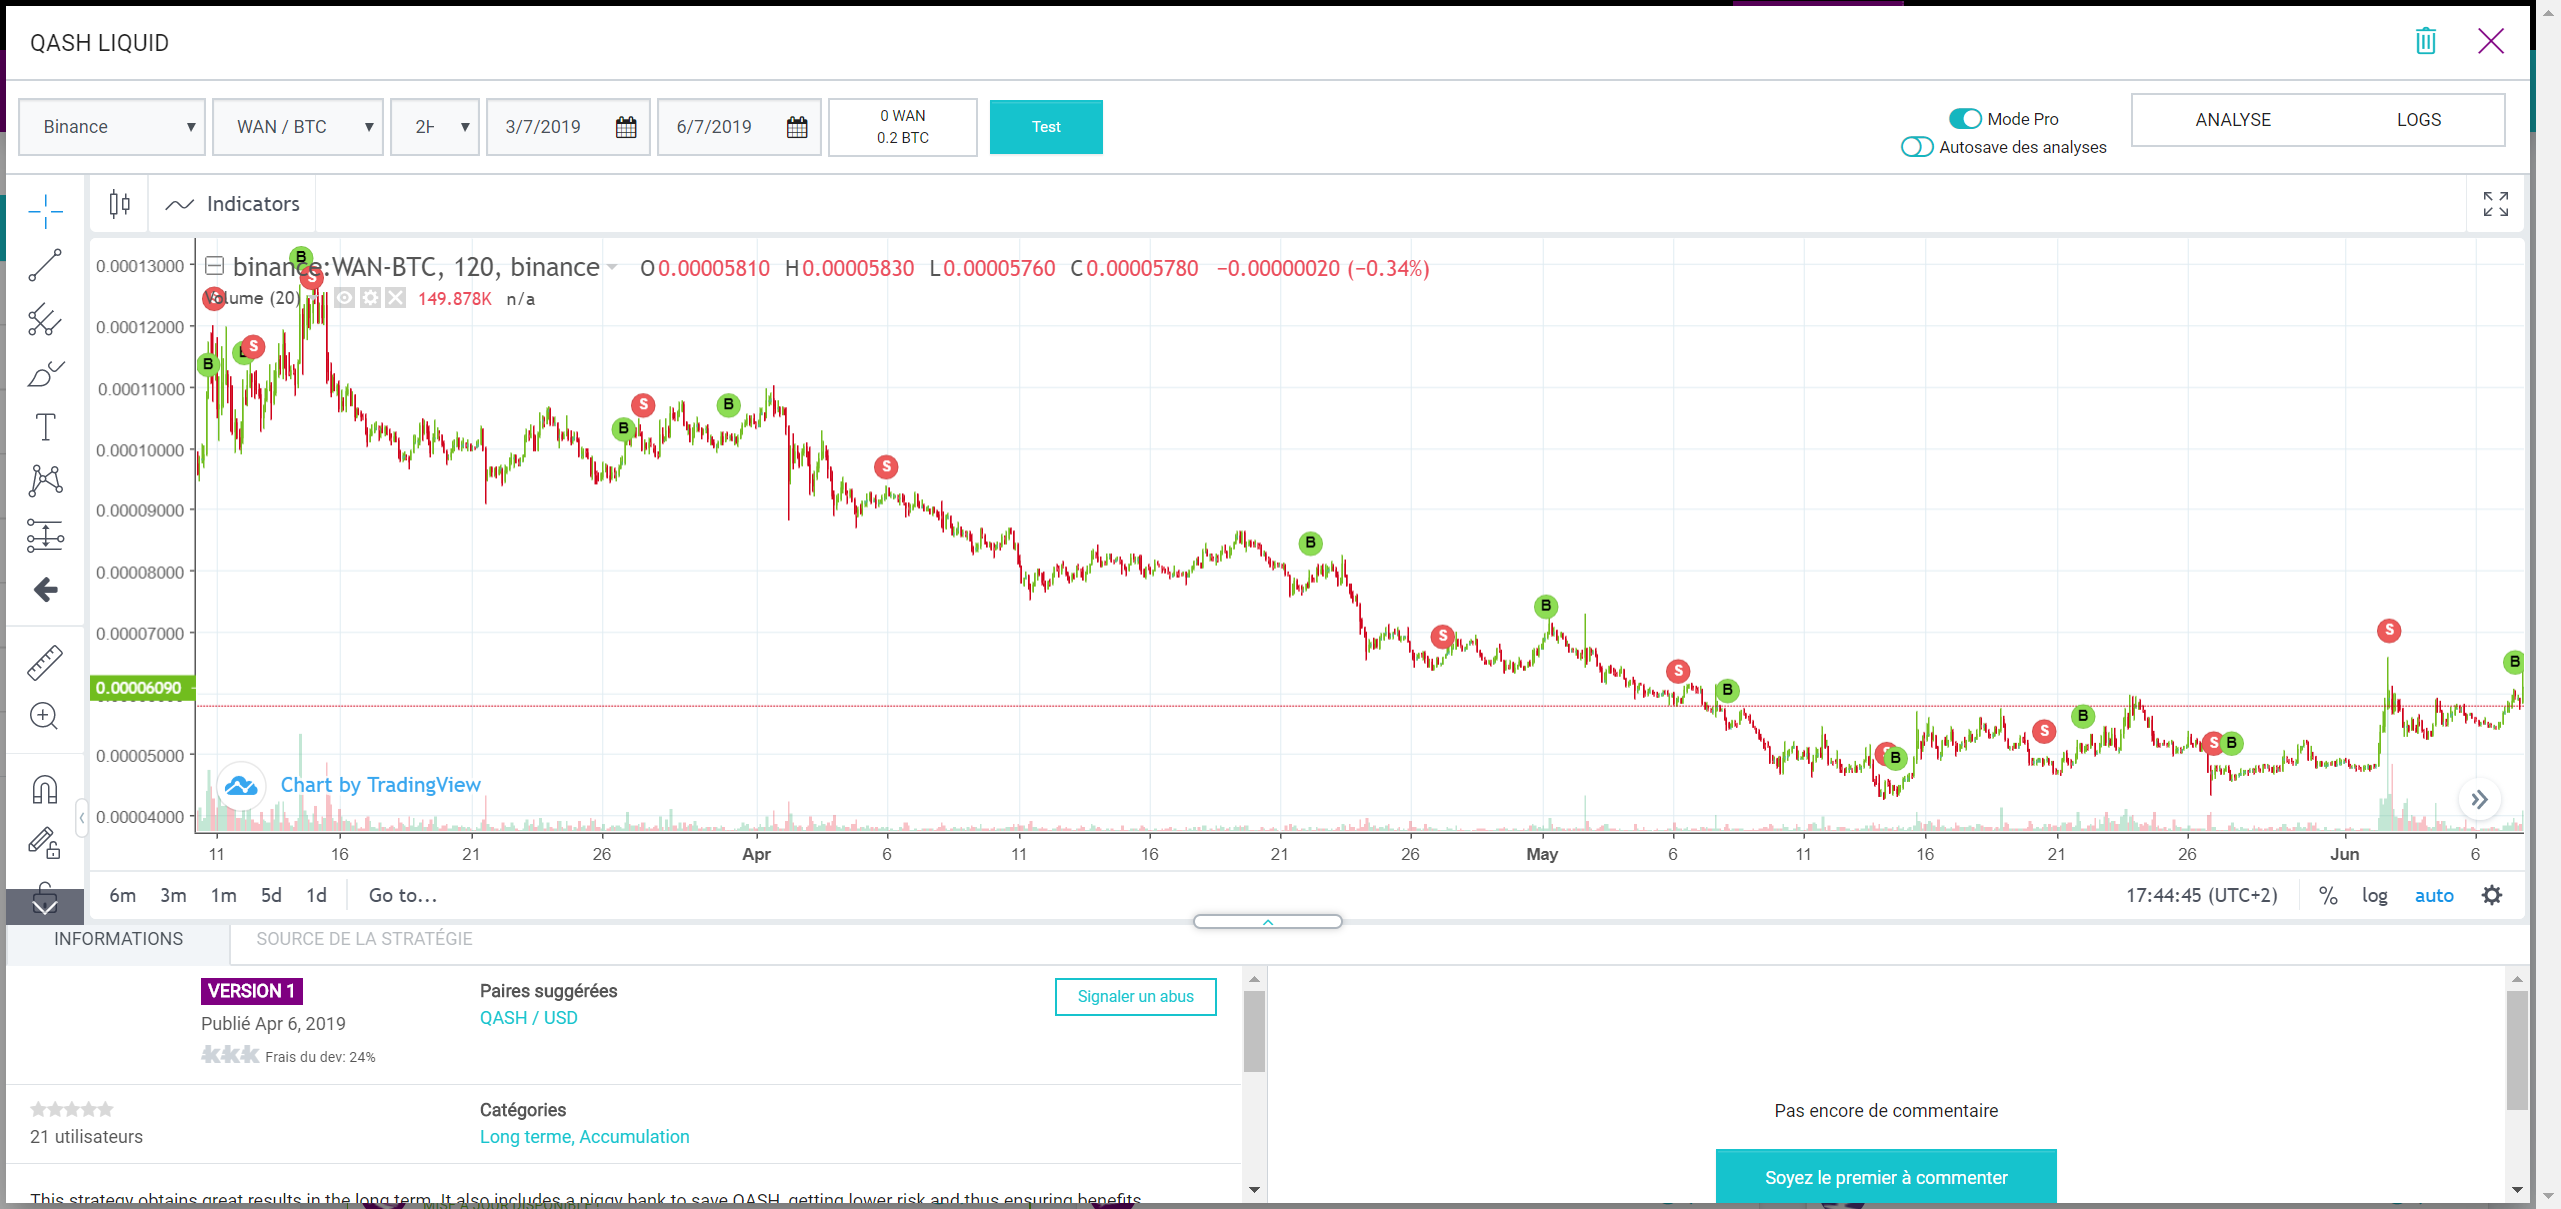 QASH LIQUID
Binance
WAN / BTC
2H
3/7/2019
6/7/2019
0 WAN
0.2 BTC
Test
Mode Pro
Autosave des analyses
ANALYSE
LOGS
Indicators
binance:WAN-BTC, 120, binance
O 0.00005810 H 0.00005830 L 0.00005760 C 0.00005780 −0.00000020 (−0.34%)
Volume (20)
149.878K n/a
0.00013000
0.00012000
0.00011000
0.00010000
0.00009000
0.00008000
0.00007000
0.00006090
0.00005000
0.00004000
B
S
B
S
S
B
B
S
B
S
B
S
B
S
B
S
B
S
B
S
B
S
B
Chart by TradingView
11 16 21 26 Apr 6 11 16 21 26 May 6 11 16 21 26 Jun 6
6m 3m 1m 5d 1d Go to...
17:44:45 (UTC+2) % log auto
INFORMATIONS
SOURCE DE LA STRATÉGIE
VERSION 1
Publié Apr 6, 2019
Frais du dev: 24%
Paires suggérées
QASH / USD
Signaler un abus
21 utilisateurs
Catégories
Long terme, Accumulation
This strategy obtains great results in the long term. It also includes a piggy bank to save QASH, getting lower risk and thus ensuring benefits
MISE À JOUR DISPONIBLE
Pas encore de commentaire
Soyez le premier à commenter